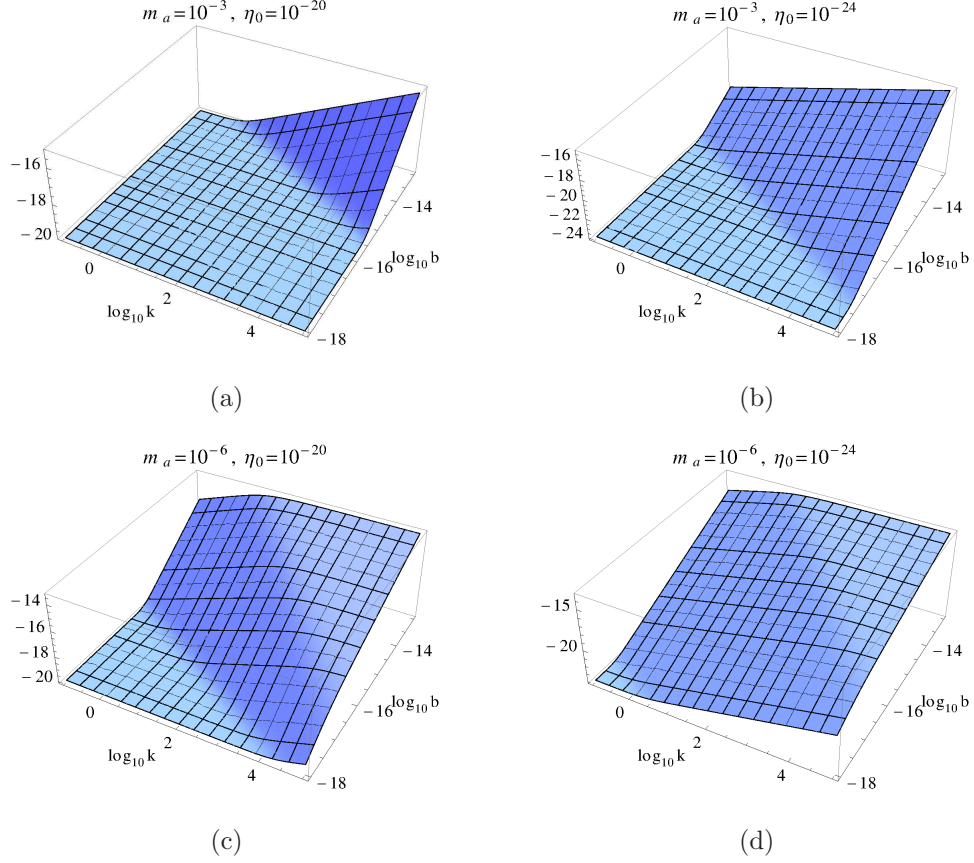 m a =10^−3 , η0 =10^−20
−16
−18
−20
0
2
4
log10 k
−14
−16
−18
log10 b
(a)
m a =10^−3 , η0 =10^−24
−16
−18
−20
−22
−24
0
2
4
log10 k
−14
−16
−18
log10 b
(b)
m a =10^−6 , η0 =10^−20
−14
−16
−18
−20
0
2
4
log10 k
−14
−16
−18
log10 b
(c)
m a =10^−6 , η0 =10^−24
−15
−20
0
2
4
log10 k
−14
−16
−18
log10 b
(d)